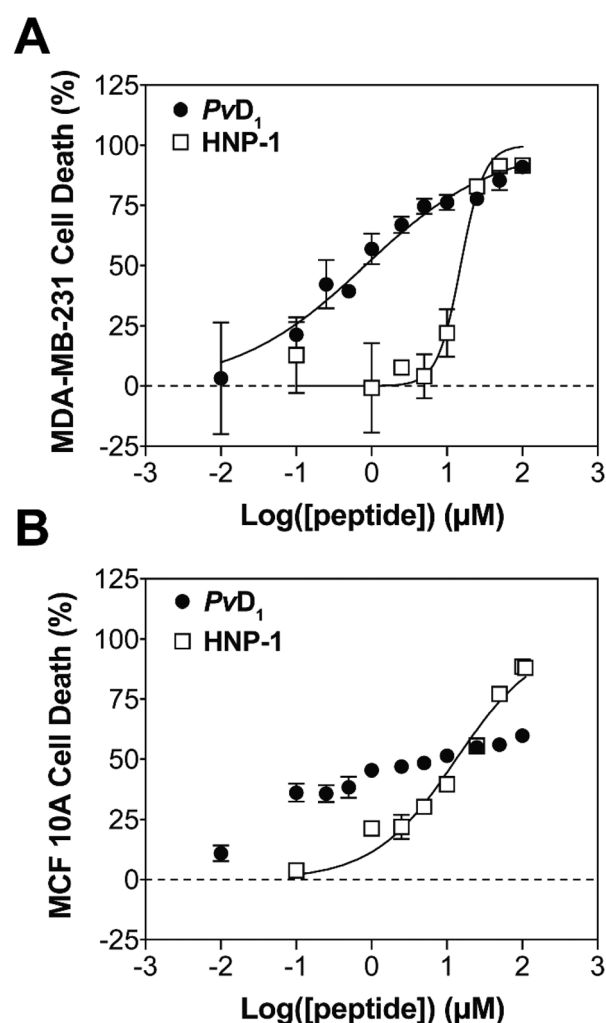 A
MDA-MB-231 Cell Death (%)
125
100
75
50
25
0
-25
PvD1
HNP-1
-3 -2 -1 0 1 2 3
Log([peptide]) (µM)
B
MCF 10A Cell Death (%)
125
100
75
50
25
0
-25
PvD1
HNP-1
-3 -2 -1 0 1 2 3
Log([peptide]) (µM)